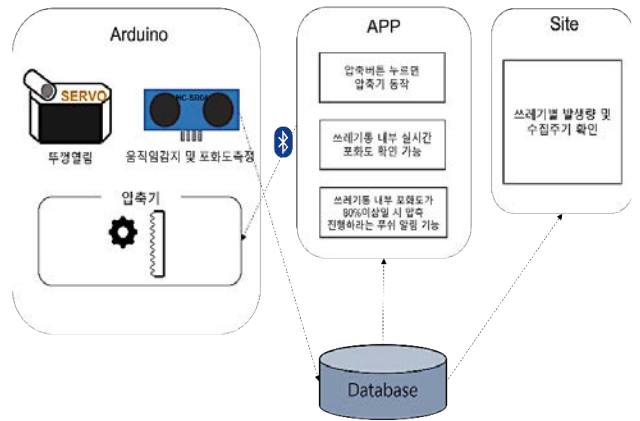 Arduino
SERVO
HC-SR04
뚜껑열림
움직임감지 및 포화도측정
압축기
APP
압축버튼 누르면
압축기 동작
쓰레기통 내부 실시간
포화도 확인 가능
쓰레기통 내부 포화도가
80%이상일 시 압축
진행하라는 푸쉬 알림 기능
Site
쓰레기별 발생량 및
수집주기 확인
Database